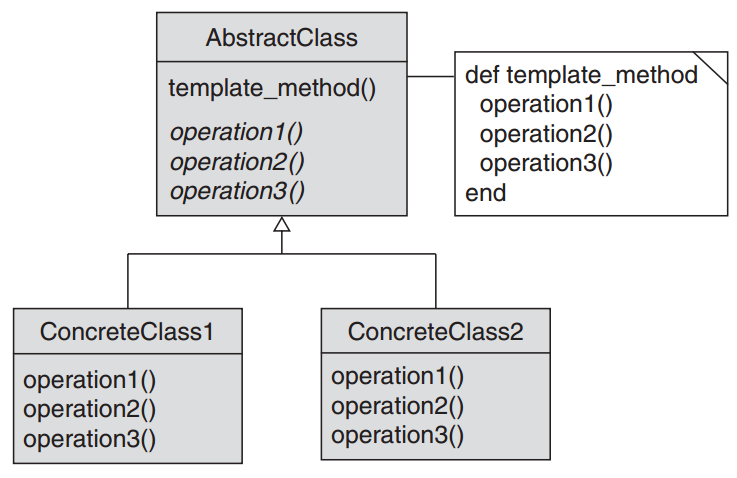 AbstractClass
template_method()
operation1()
operation2()
operation3()
def template_method
operation1()
operation2()
operation3()
end
ConcreteClass1
operation1()
operation2()
operation3()
ConcreteClass2
operation1()
operation2()
operation3()